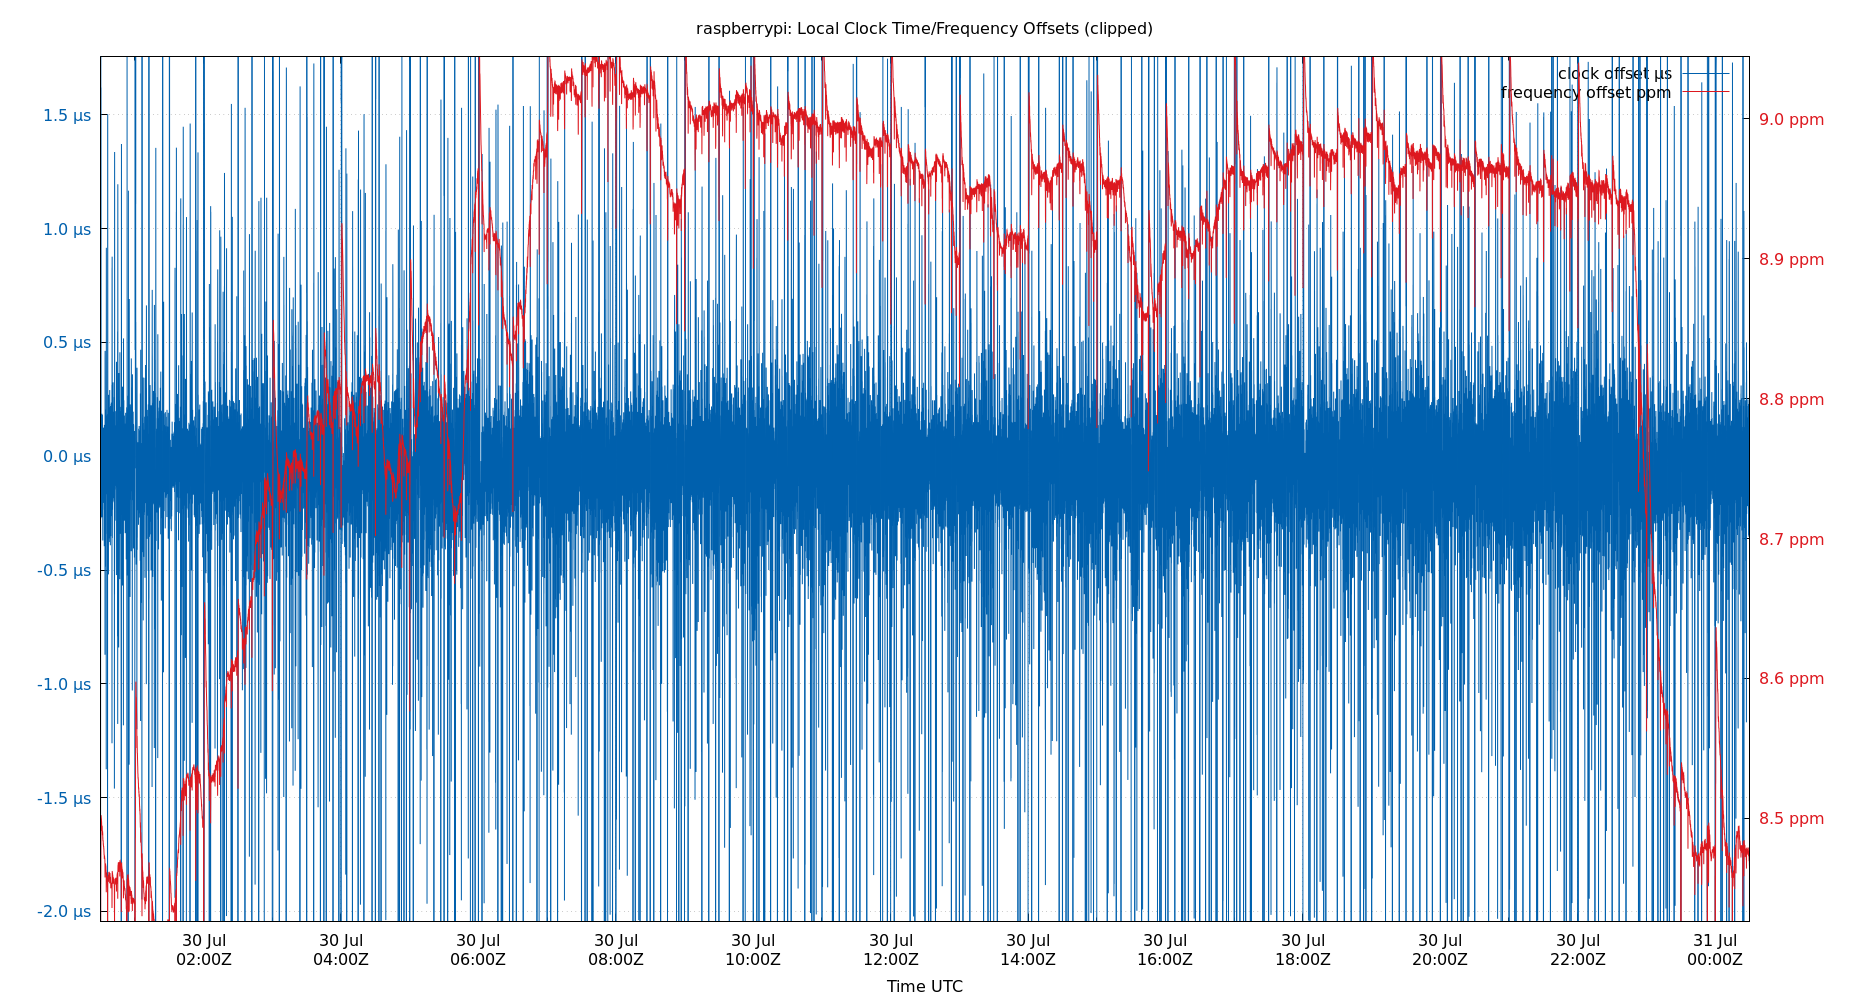 raspberrypi: Local Clock Time/Frequency Offsets (clipped)
clock offset µs
frequency offset ppm
1.5 µs
1.0 µs
0.5 µs
0.0 µs
-0.5 µs
-1.0 µs
-1.5 µs
-2.0 µs
9.0 ppm
8.9 ppm
8.8 ppm
8.7 ppm
8.6 ppm
8.5 ppm
30 Jul 30 Jul 30 Jul 30 Jul 30 Jul 30 Jul 30 Jul 30 Jul 30 Jul 30 Jul 30 Jul 31 Jul
02:00Z 04:00Z 06:00Z 08:00Z 10:00Z 12:00Z 14:00Z 16:00Z 18:00Z 20:00Z 22:00Z 00:00Z
Time UTC